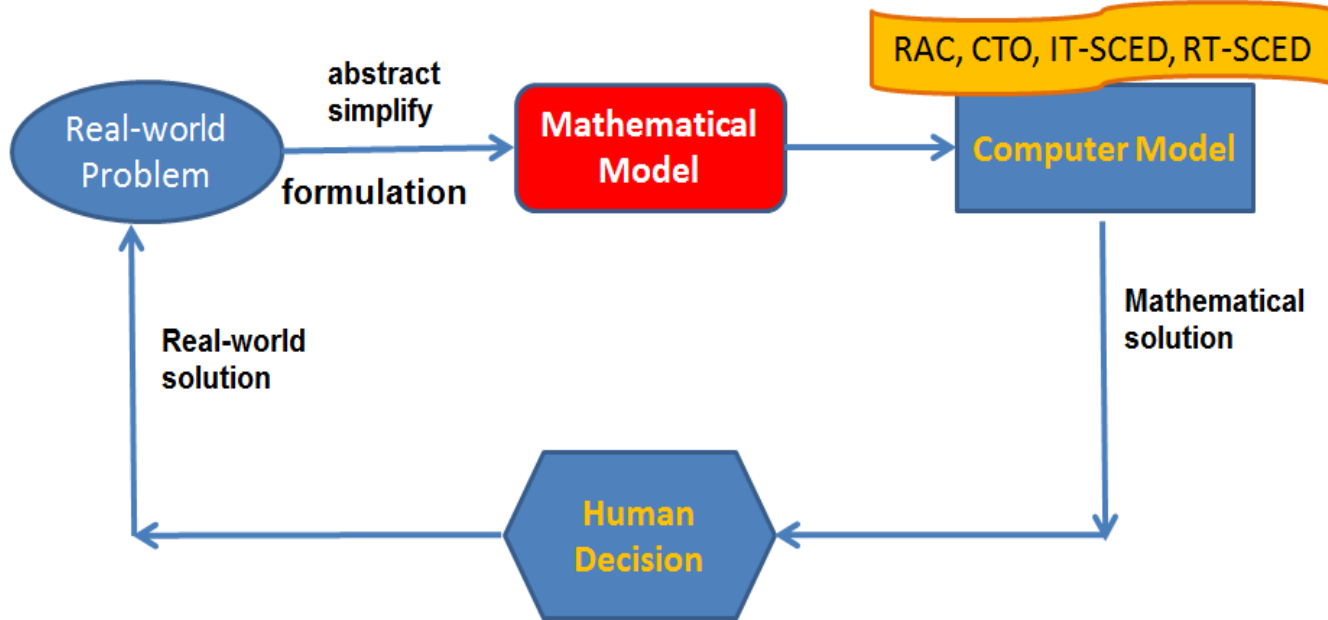 RAC, CTO, IT-SCED, RT-SCED
Real-world
Problem
abstract
simplify
formulation
Mathematical
Model
Computer Model
Mathematical
solution
Real-world
solution
Human
Decision